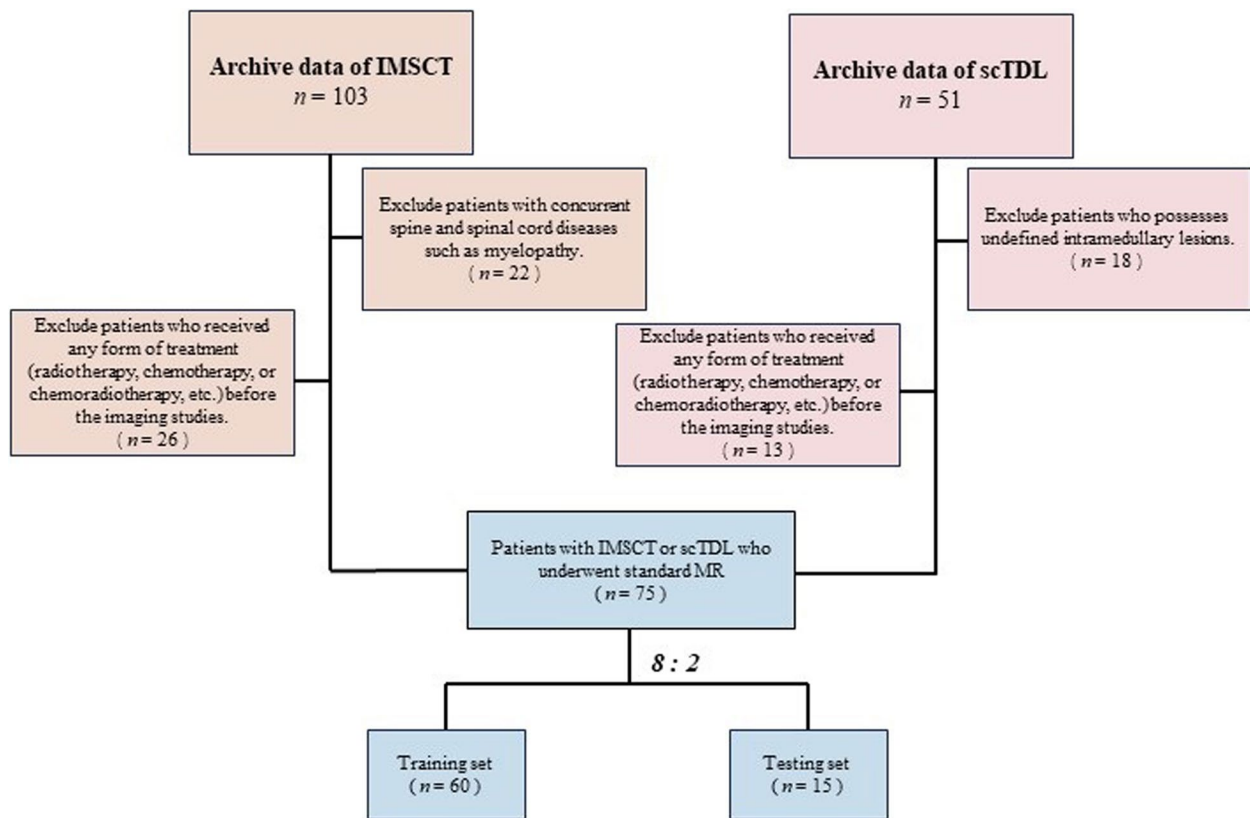 Archive data of IMSCT
n = 103
Archive data of scTDL
n = 51
Exclude patients with concurrent
spine and spinal cord diseases
such as myelopathy.
( n = 22 )
Exclude patients who possesses
undefined intramedullary lesions.
( n = 18 )
Exclude patients who received
any form of treatment
(radiotherapy, chemotherapy, or
chemoradiotherapy, etc.) before
the imaging studies.
( n = 26 )
Exclude patients who received
any form of treatment
(radiotherapy, chemotherapy, or
chemoradiotherapy, etc.) before
the imaging studies.
( n = 13 )
Patients with IMSCT or scTDL who
underwent standard MR
( n = 75 )
8 : 2
Training set
( n = 60 )
Testing set
( n = 15 )